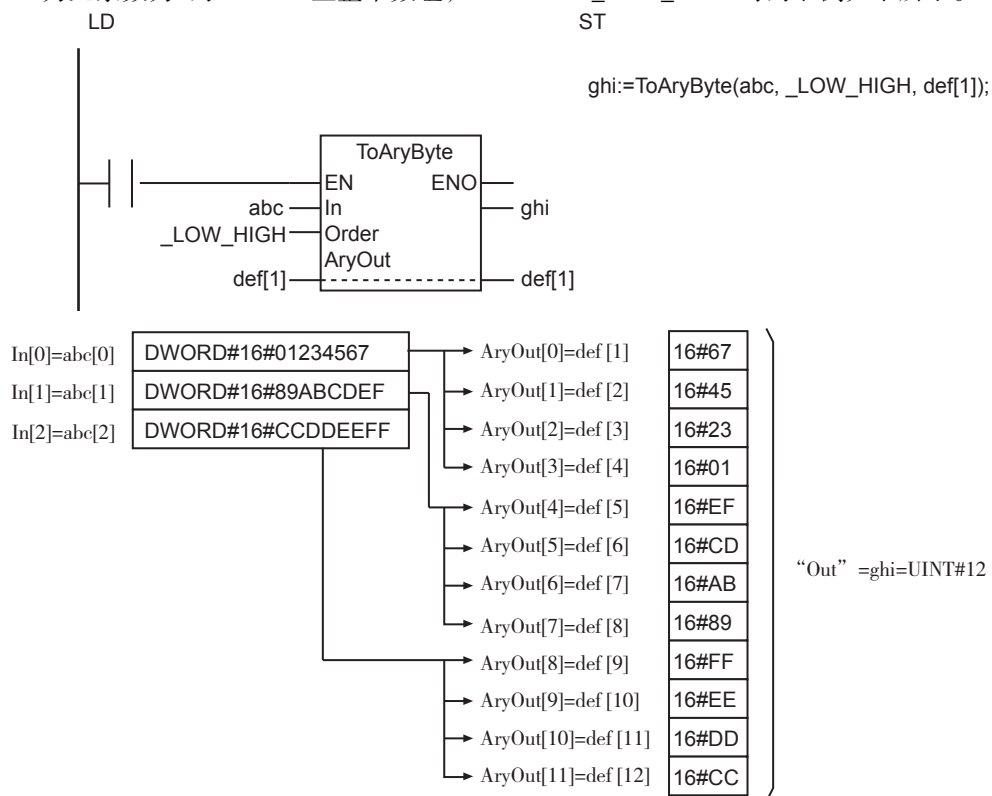 LD
ST
ghi:=ToAryByte(abc, _LOW_HIGH, def[1]);
ToAryByte
EN ENO
abc In ghi
_LOW_HIGH Order
AryOut
def[1] def[1]
In[0]=abc[0] DWORD#16#01234567 AryOut[0]=def [1] 16#67
In[1]=abc[1] DWORD#16#89ABCDEF AryOut[1]=def [2] 16#45
In[2]=abc[2] DWORD#16#CCDDEEFF AryOut[2]=def [3] 16#23
AryOut[3]=def [4] 16#01
AryOut[4]=def [5] 16#EF
AryOut[5]=def [6] 16#CD
AryOut[6]=def [7] 16#AB
“Out” =ghi=UINT#12
AryOut[7]=def [8] 16#89
AryOut[8]=def [9] 16#FF
AryOut[9]=def [10] 16#EE
AryOut[10]=def [11] 16#DD
AryOut[11]=def [12] 16#CC